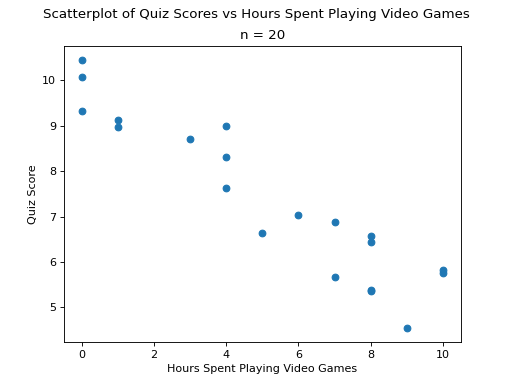 Scatterplot of Quiz Scores vs Hours Spent Playing Video Games
n = 20
10
9
8
7
6
5
Quiz Score
0 2 4 6 8 10
Hours Spent Playing Video Games